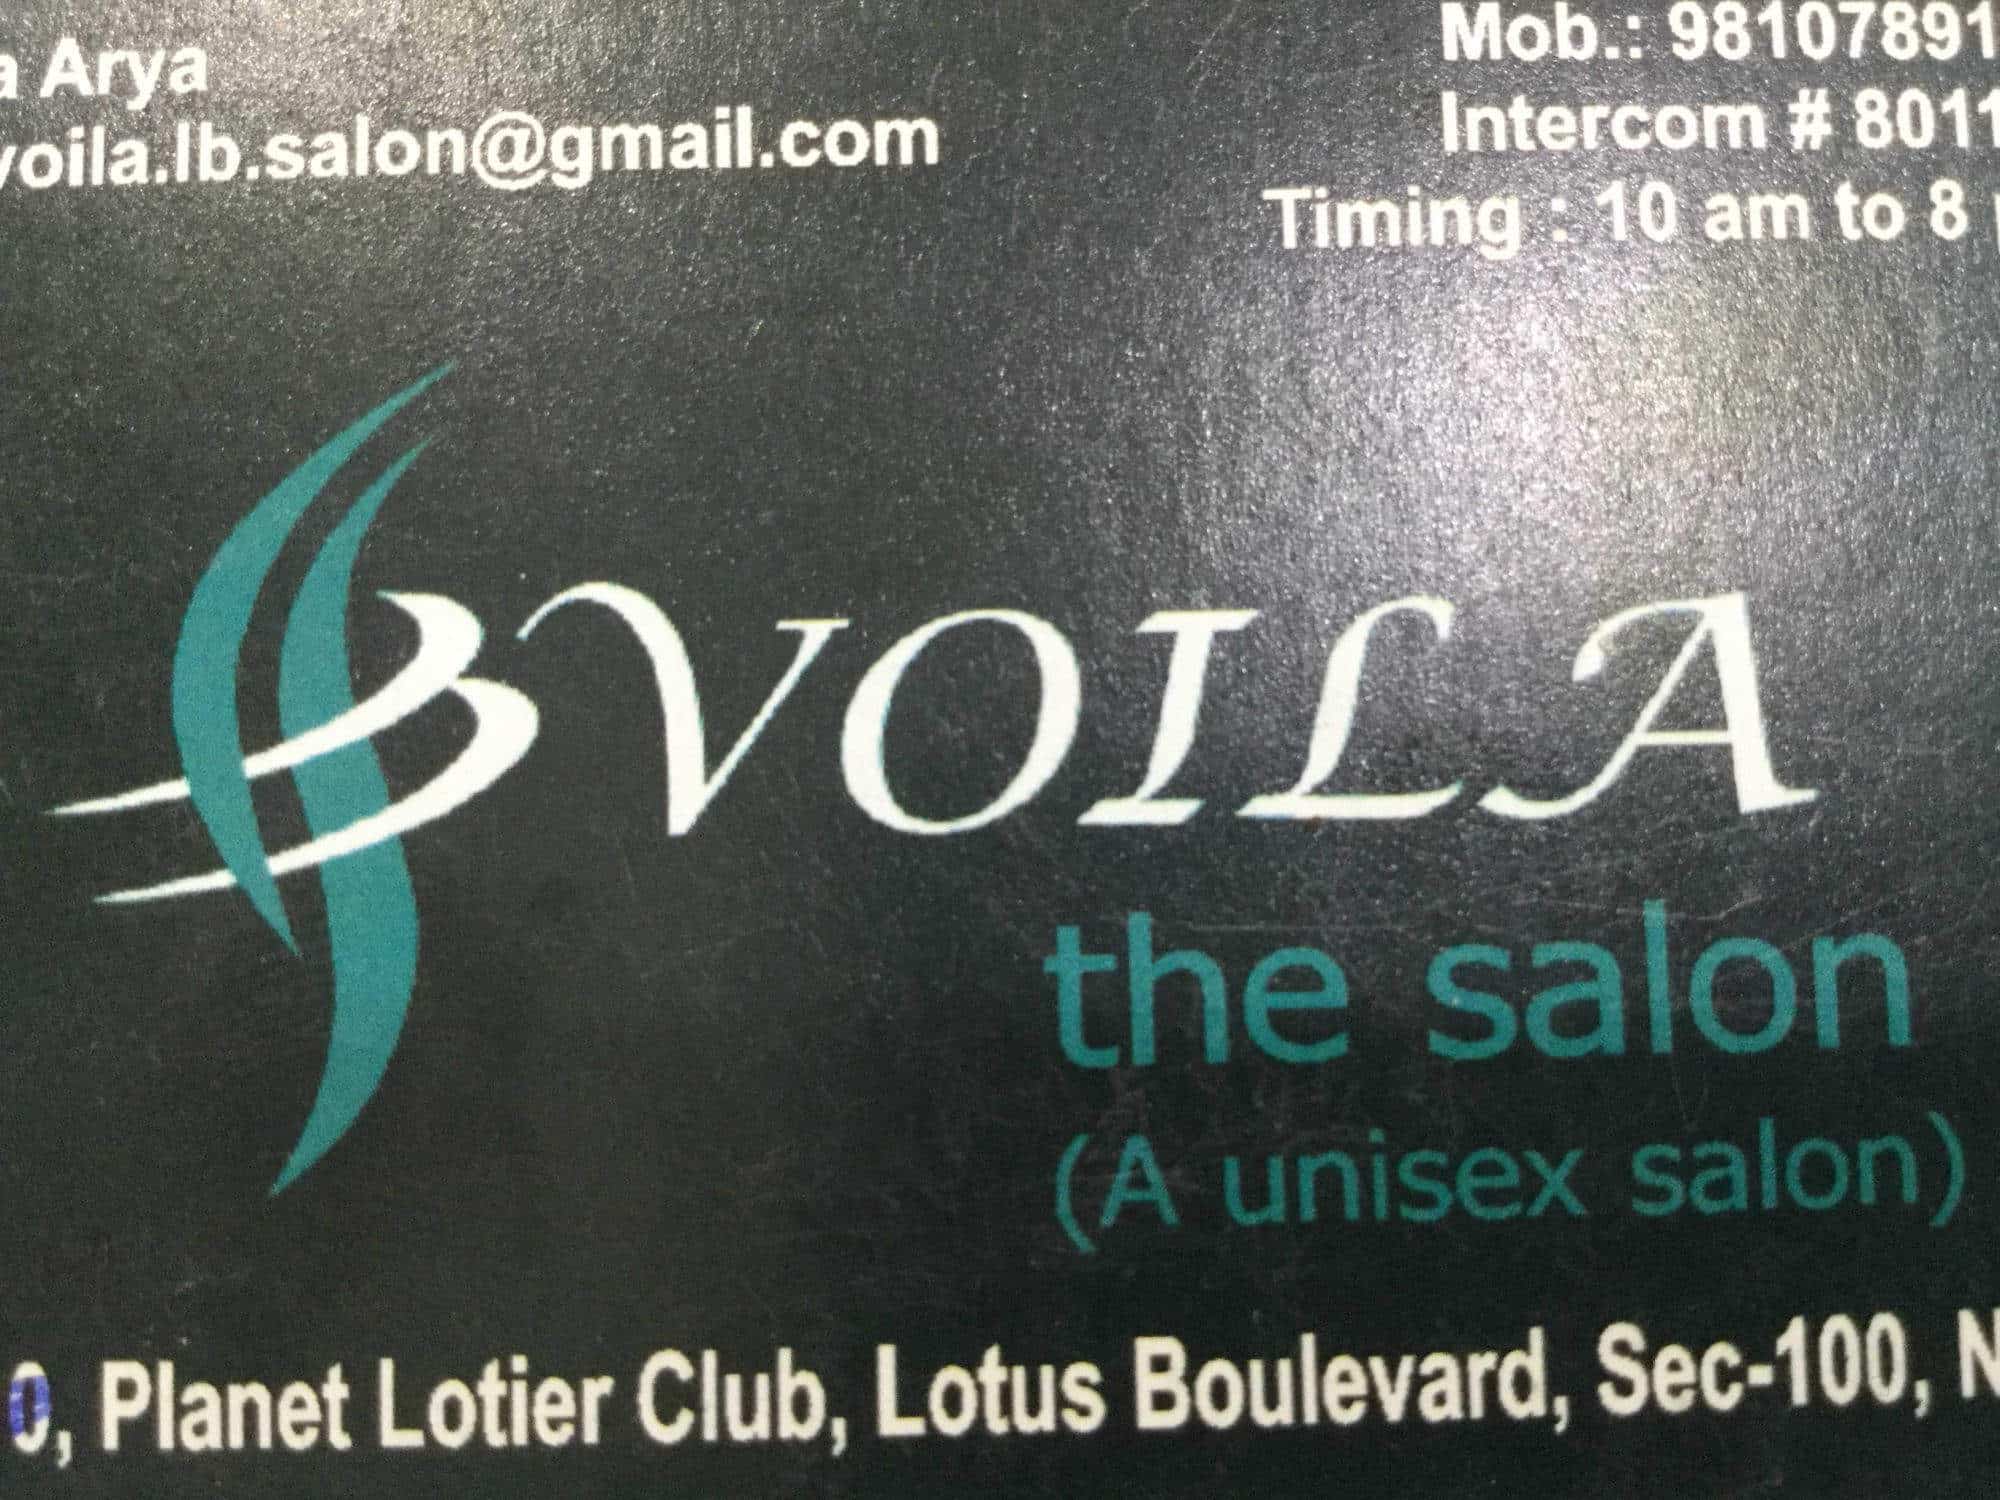 a Arya
voila.lb.salon@gmail.com
Mob.: 98107891
Intercom # 8011
Timing : 10 am to 8
VOILA
the salon
(A unisex salon)
0, Planet Lotier Club, Lotus Boulevard, Sec-100, N